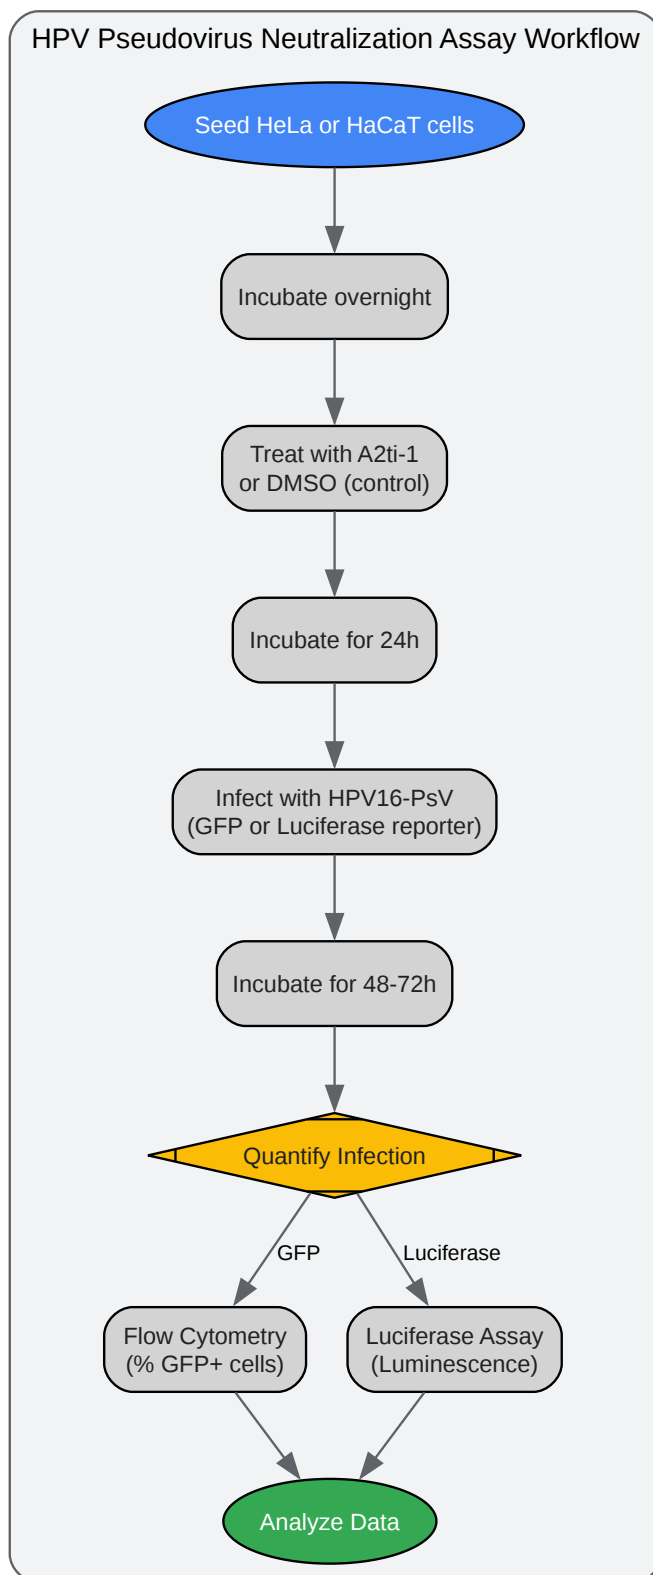 HPV Pseudovirus Neutralization Assay Workflow
Seed HeLa or HaCaT cells
Incubate overnight
Treat with A2ti-1
or DMSO (control)
Incubate for 24h
Infect with HPV16-PsV
(GFP or Luciferase reporter)
Incubate for 48-72h
Quantify Infection
GFP
Luciferase
Flow Cytometry
(% GFP+ cells)
Luciferase Assay
(Luminescence)
Analyze Data